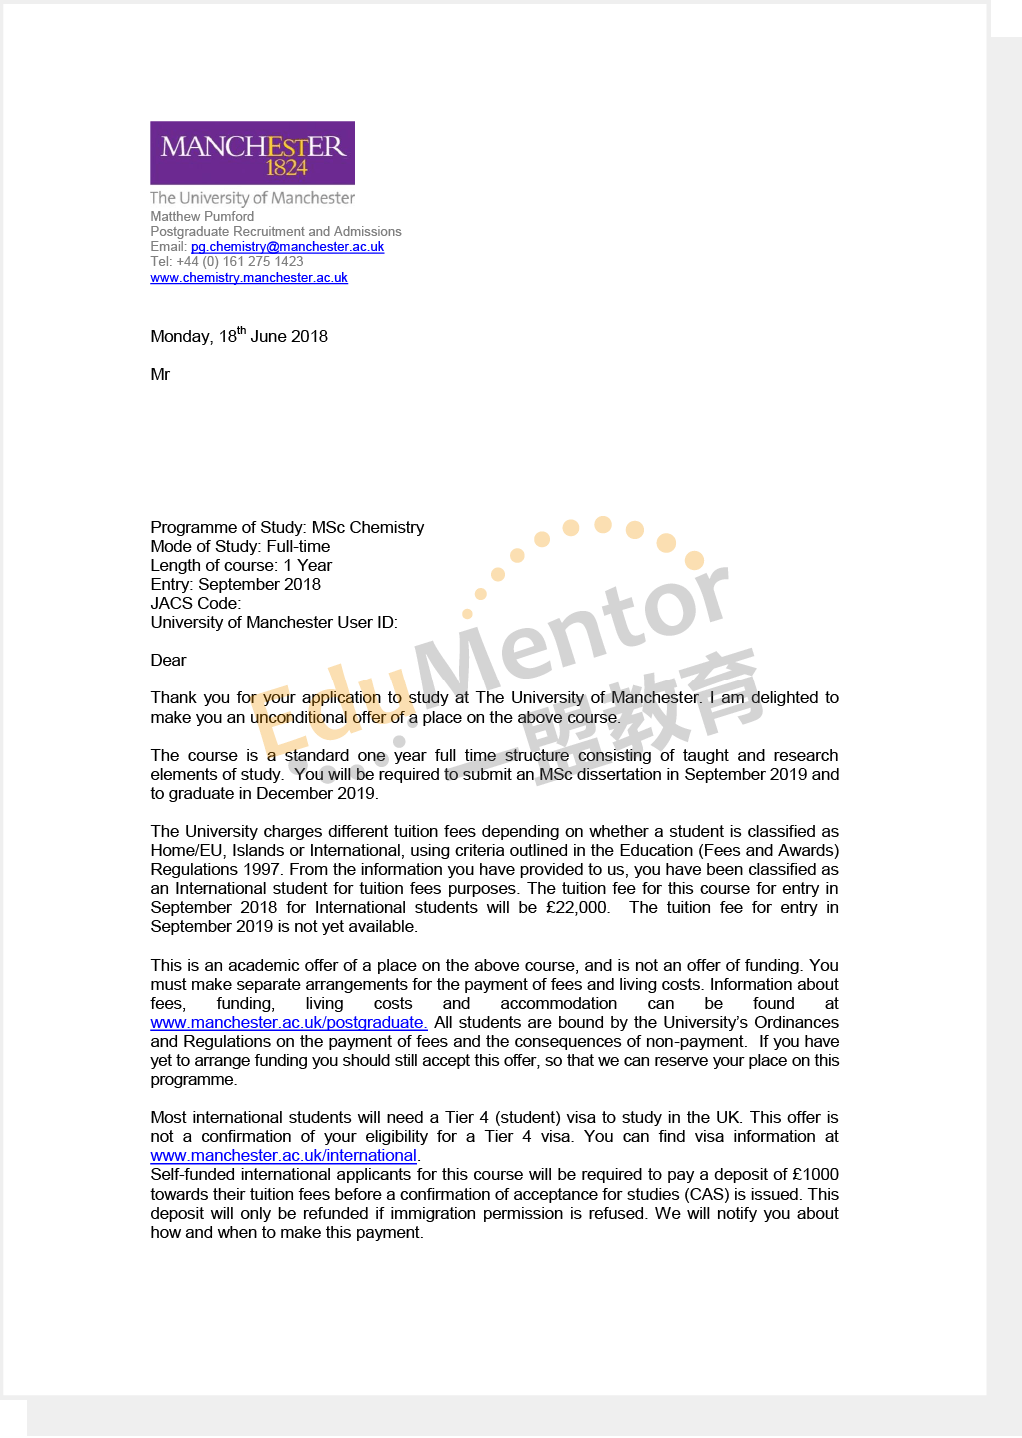 MANCHESTER
1824
The University of Manchester
Matthew Pumford
Postgraduate Recruitment and Admissions
Email: pg.chemistry@manchester.ac.uk
Tel: +44 (0) 161 275 1423
www.chemistry.manchester.ac.uk
Monday, 18th June 2018
Mr
Programme of Study: MSc Chemistry
Mode of Study: Full-time
Length of course: 1 Year
Entry: September 2018
JACS Code:
University of Manchester User ID:
Dear
EduMentor
一盟教育
Thank you for your application to study at The University of Manchester. I am delighted to
make you an unconditional offer of a place on the above course.
The course is a standard one year full time structure consisting of taught and research
elements of study.  You will be required to submit an MSc dissertation in September 2019 and
to graduate in December 2019.
The University charges different tuition fees depending on whether a student is classified as
Home/EU, Islands or International, using criteria outlined in the Education (Fees and Awards)
Regulations 1997. From the information you have provided to us, you have been classified as
an International student for tuition fees purposes. The tuition fee for this course for entry in
September 2018 for International students will be £22,000.  The tuition fee for entry in
September 2019 is not yet available.
This is an academic offer of a place on the above course, and is not an offer of funding. You
must make separate arrangements for the payment of fees and living costs. Information about
fees, funding, living costs and accommodation can be found at
www.manchester.ac.uk/postgraduate. All students are bound by the University’s Ordinances
and Regulations on the payment of fees and the consequences of non-payment.  If you have
yet to arrange funding you should still accept this offer, so that we can reserve your place on this
programme.
Most international students will need a Tier 4 (student) visa to study in the UK. This offer is
not a confirmation of your eligibility for a Tier 4 visa. You can find visa information at
www.manchester.ac.uk/international.
Self-funded international applicants for this course will be required to pay a deposit of £1000
towards their tuition fees before a confirmation of acceptance for studies (CAS) is issued. This
deposit will only be refunded if immigration permission is refused. We will notify you about
how and when to make this payment.